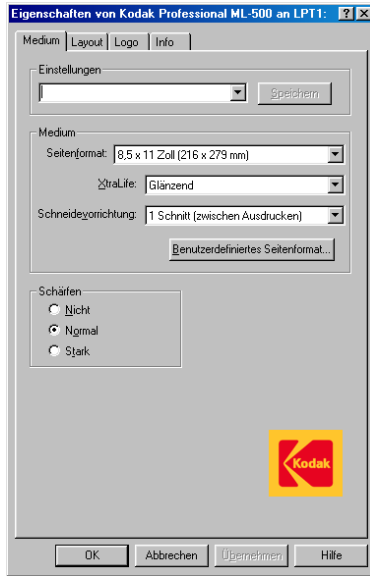 Eigenschaften von Kodak Professional ML-500 an LPT1:
Medium Layout Logo Info
Einstellungen
Speichern
Medium
Seitenformat: 8,5 x 11 Zoll (216 x 279 mm)
XtraLife: Glänzend
Schneidevorrichtung: 1 Schnitt (zwischen Ausdrucken)
Benutzerdefiniertes Seitenformat...
Schärfen
Nicht
Normal
Stark
Kodak
OK Abbrechen Übernehmen Hilfe